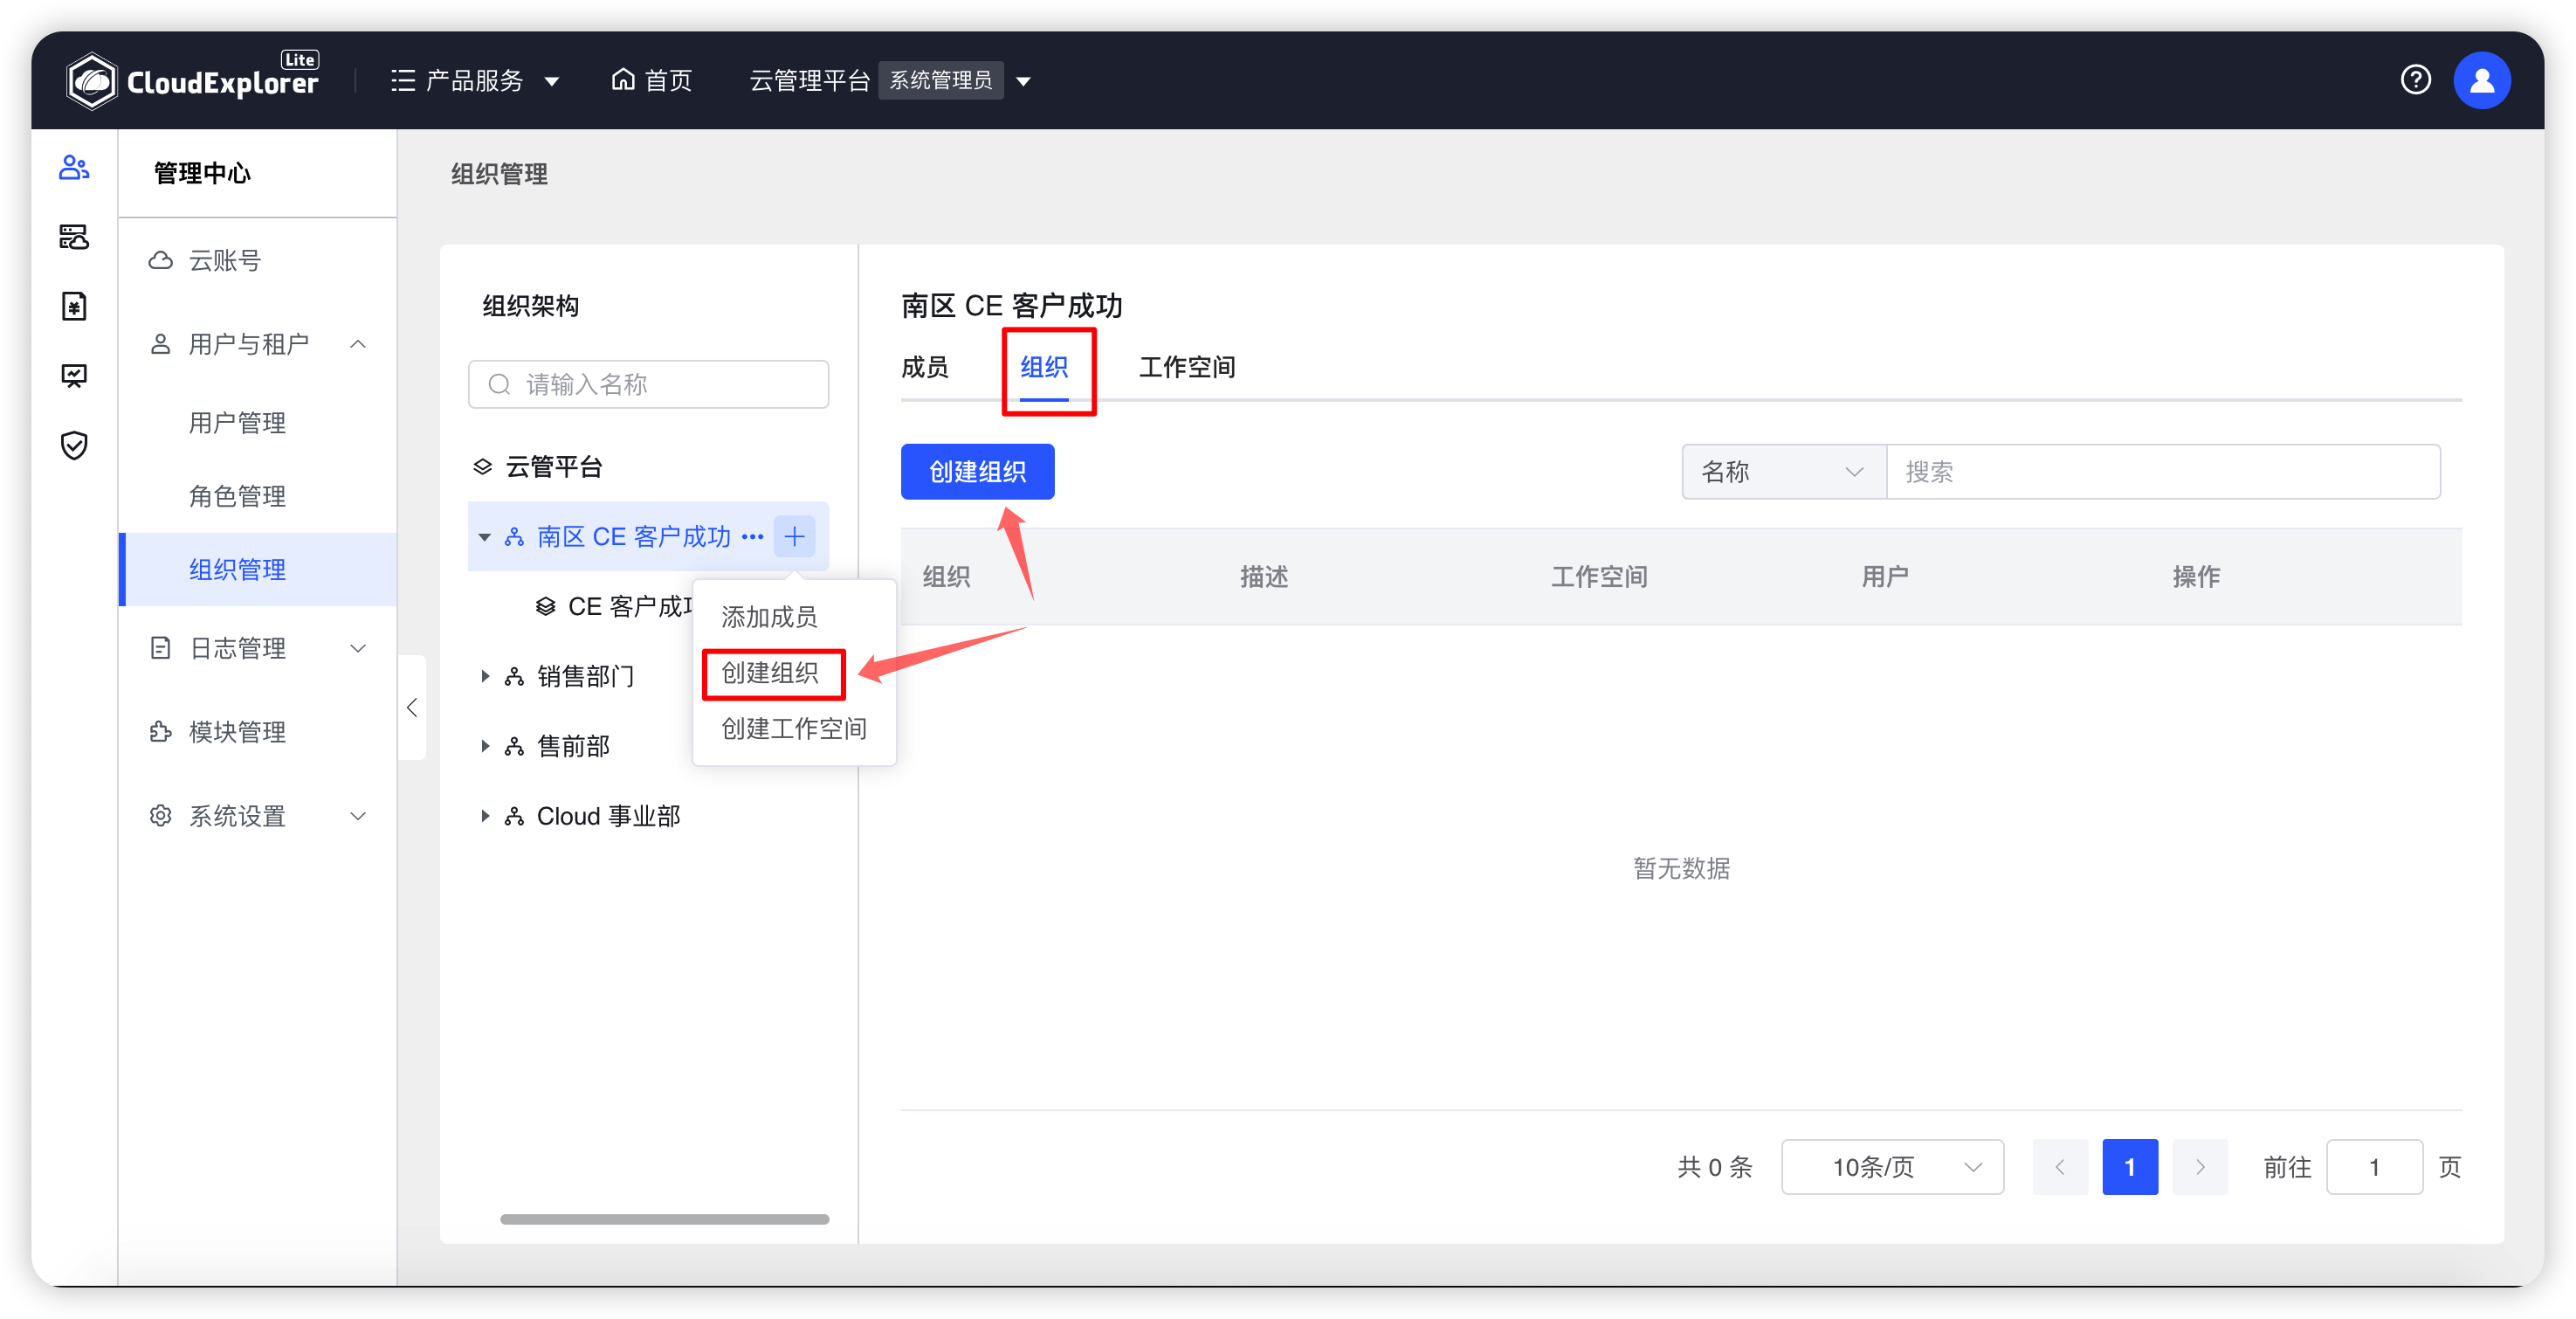 CloudExplorer Lite
产品服务
首页
云管理平台 系统管理员
管理中心
云账号
用户与租户
用户管理
角色管理
组织管理
日志管理
模块管理
系统设置
组织管理
组织架构
请输入名称
云管平台
南区 CE 客户成功
CE 客户成
销售部门
售前部
Cloud 事业部
添加成员
创建组织
创建工作空间
南区 CE 客户成功
成员 组织 工作空间
创建组织
名称 搜索
组织 描述 工作空间 用户 操作
暂无数据
共 0 条 10条/页 1 前往 1 页